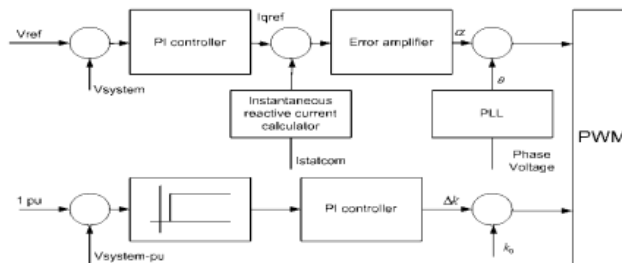 Iqref
Vref
PI controller
Error amplifier
α
Vsystem
θ
Instantaneous
reactive current
calculator
PLL
PWM
Istatcom
Phase
Voltage
1 pu
PI controller
Δk
Vsystem-pu
k₀